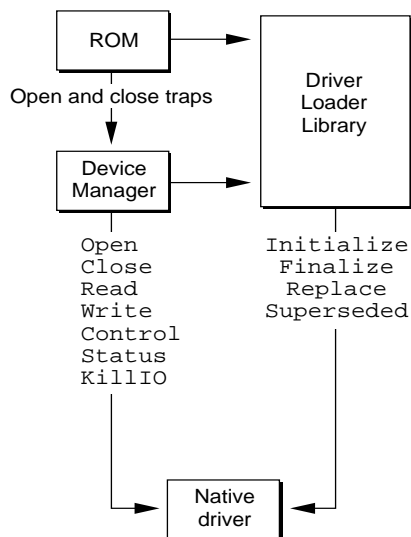 ROM
Driver
Loader
Library
Open and close traps
Device
Manager
Open
Close
Read
Write
Control
Status
KillIO
Initialize
Finalize
Replace
Superseded
Native
driver